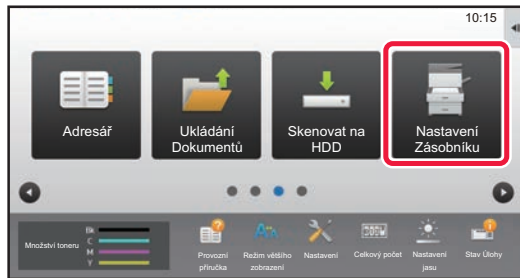 10:15
Adresář
Ukládání
Dokumentů
Skenovat na
HDD
Nastavení
Zásobníku
Množství toneru
Bk
C
M
Y
Provozní
příručka
Režim většího
zobrazení
Nastavení
Celkový počet
Nastavení
jasu
Stav Úlohy